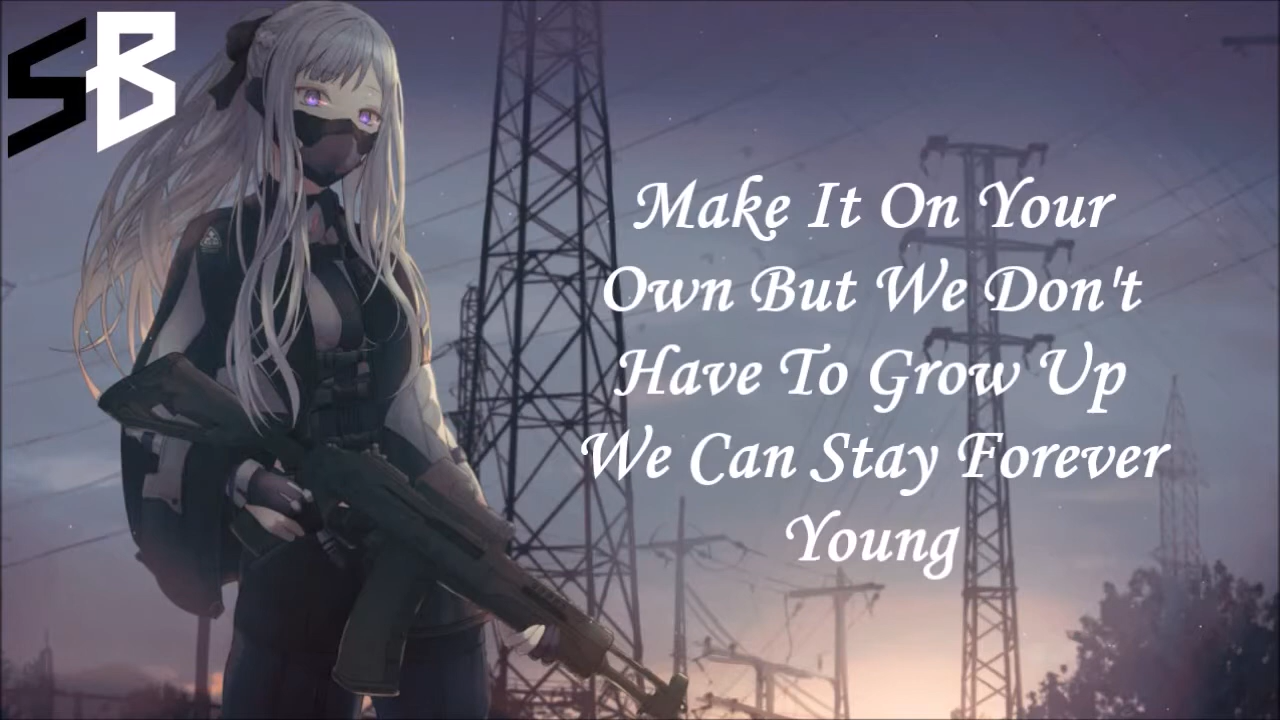 SB
Make It On Your
Own But We Don't
Have To Grow Up
We Can Stay Forever
Young